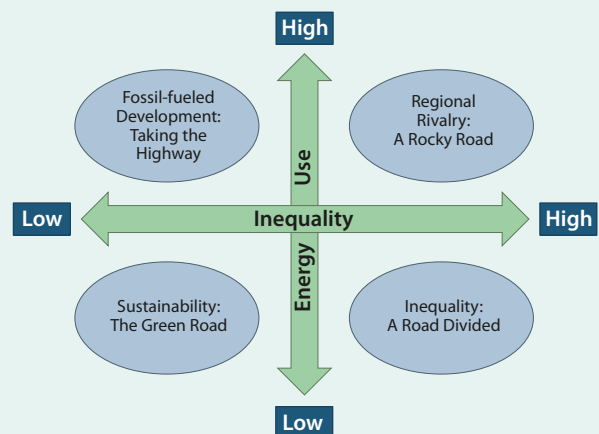 High
Fossil-fueled
Development:
Taking the
Highway
Regional
Rivalry:
A Rocky Road
Use
Low
Inequality
High
Energy
Sustainability:
The Green Road
Inequality:
A Road Divided
Low